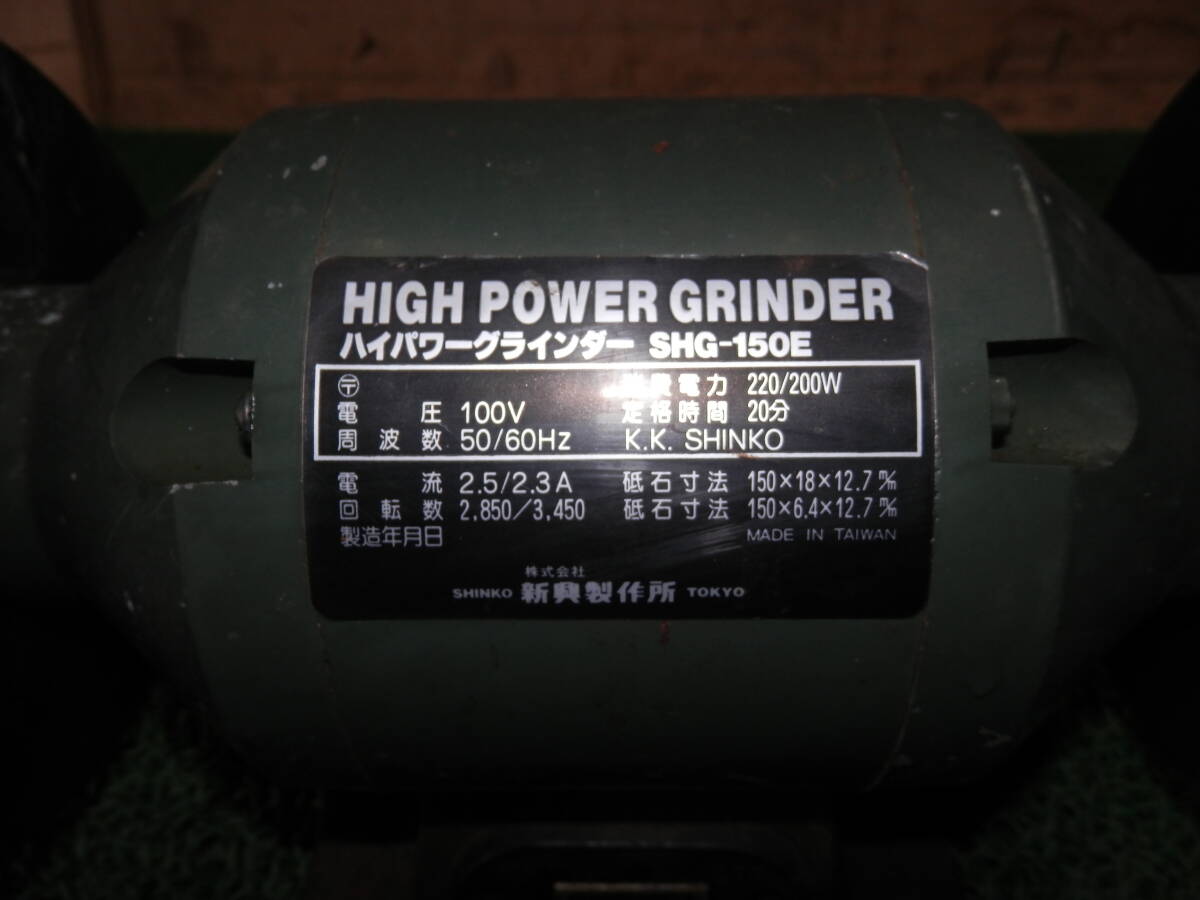 HIGH POWER GRINDER
ハイパワーグラインダー SHG-150E
〶 消費電力 220/200W
電圧 100V 定格時間 20分
周波数 50/60Hz K.K. SHINKO
電流 2.5/2.3A 砥石寸法 150×18×12.7㎜
回転数 2,850/3,450 砥石寸法 150×6.4×12.7㎜
製造年月日 MADE IN TAIWAN
株式会社
SHINKO 新興製作所 TOKYO